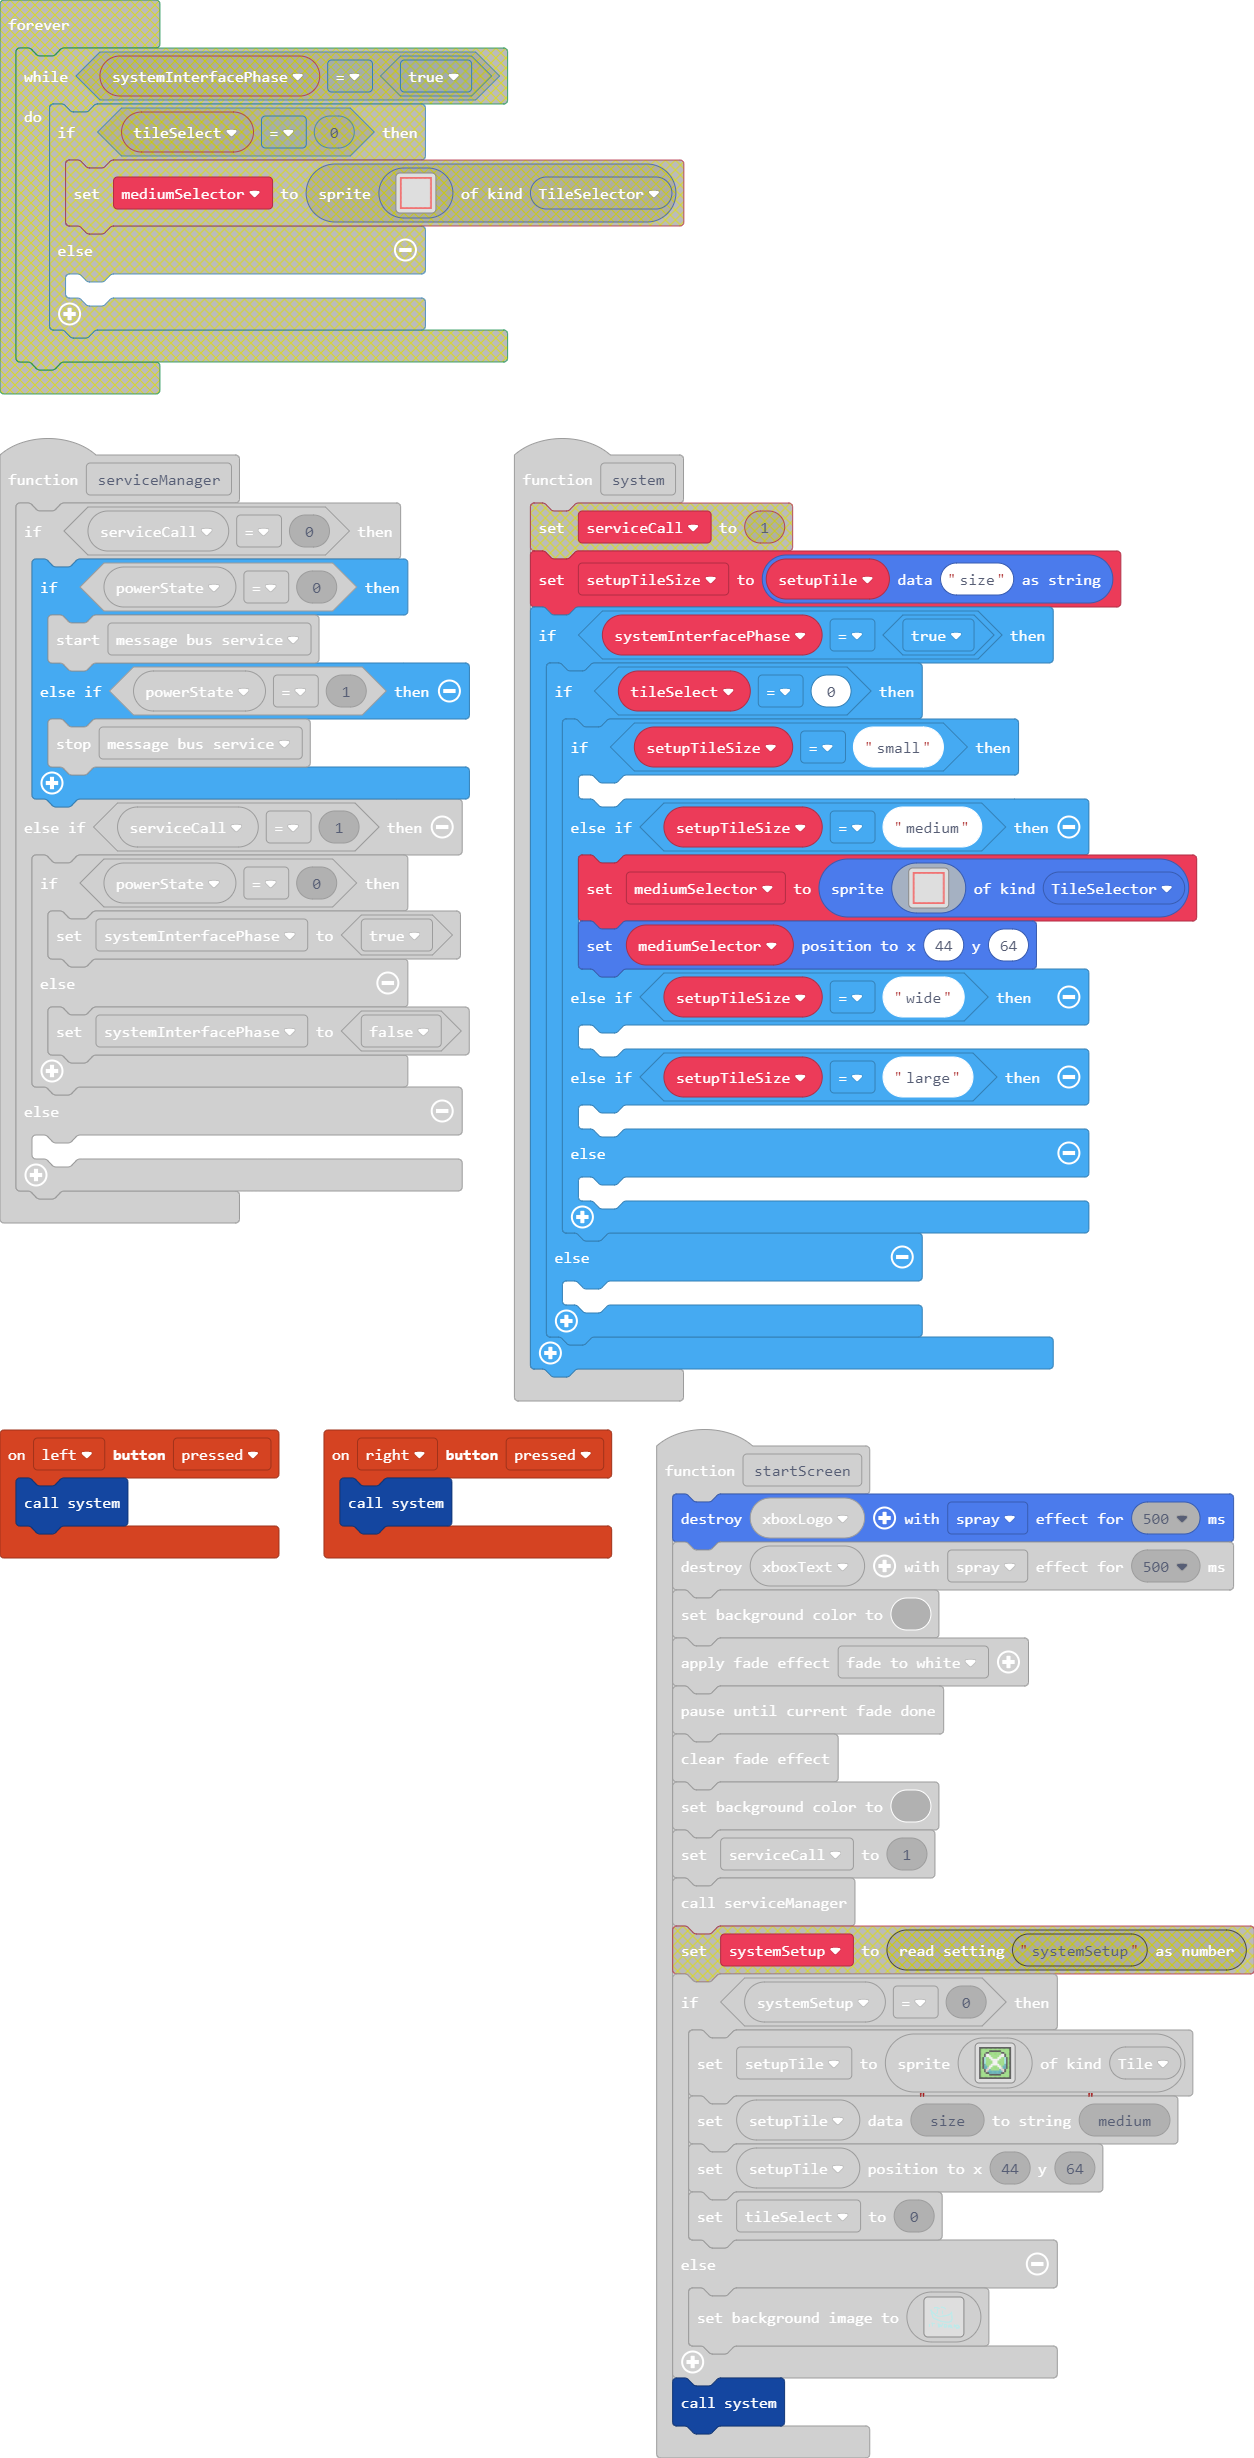 forever
while systemInterfacePhase = true
do
if tileSelect = 0 then
set mediumSelector to sprite of kind TileSelector
else
function serviceManager
if serviceCall = 0 then
if powerState = 0 then
start message bus service
else if powerState = 1 then
stop message bus service
else if serviceCall = 1 then
if powerState = 0 then
set systemInterfacePhase to true
else
set systemInterfacePhase to false
else
function system
set serviceCall to 1
set setupTileSize to setupTile data "size" as string
if systemInterfacePhase = true then
if tileSelect = 0 then
if setupTileSize = "small" then
else if setupTileSize = "medium" then
set mediumSelector to sprite of kind TileSelector
set mediumSelector position to x 44 y 64
else if setupTileSize = "wide" then
else if setupTileSize = "large" then
else
else
on left button pressed
call system
on right button pressed
call system
function startScreen
destroy xboxLogo with spray effect for 500 ms
destroy xboxText with spray effect for 500 ms
set background color to
apply fade effect fade to white
pause until current fade done
clear fade effect
set background color to
set serviceCall to 1
call serviceManager
set systemSetup to read setting "systemSetup" as number
if systemSetup = 0 then
set setupTile to sprite of kind Tile
set setupTile data "size" to string "medium"
set setupTile position to x 44 y 64
set tileSelect to 0
else
set background image to
call system